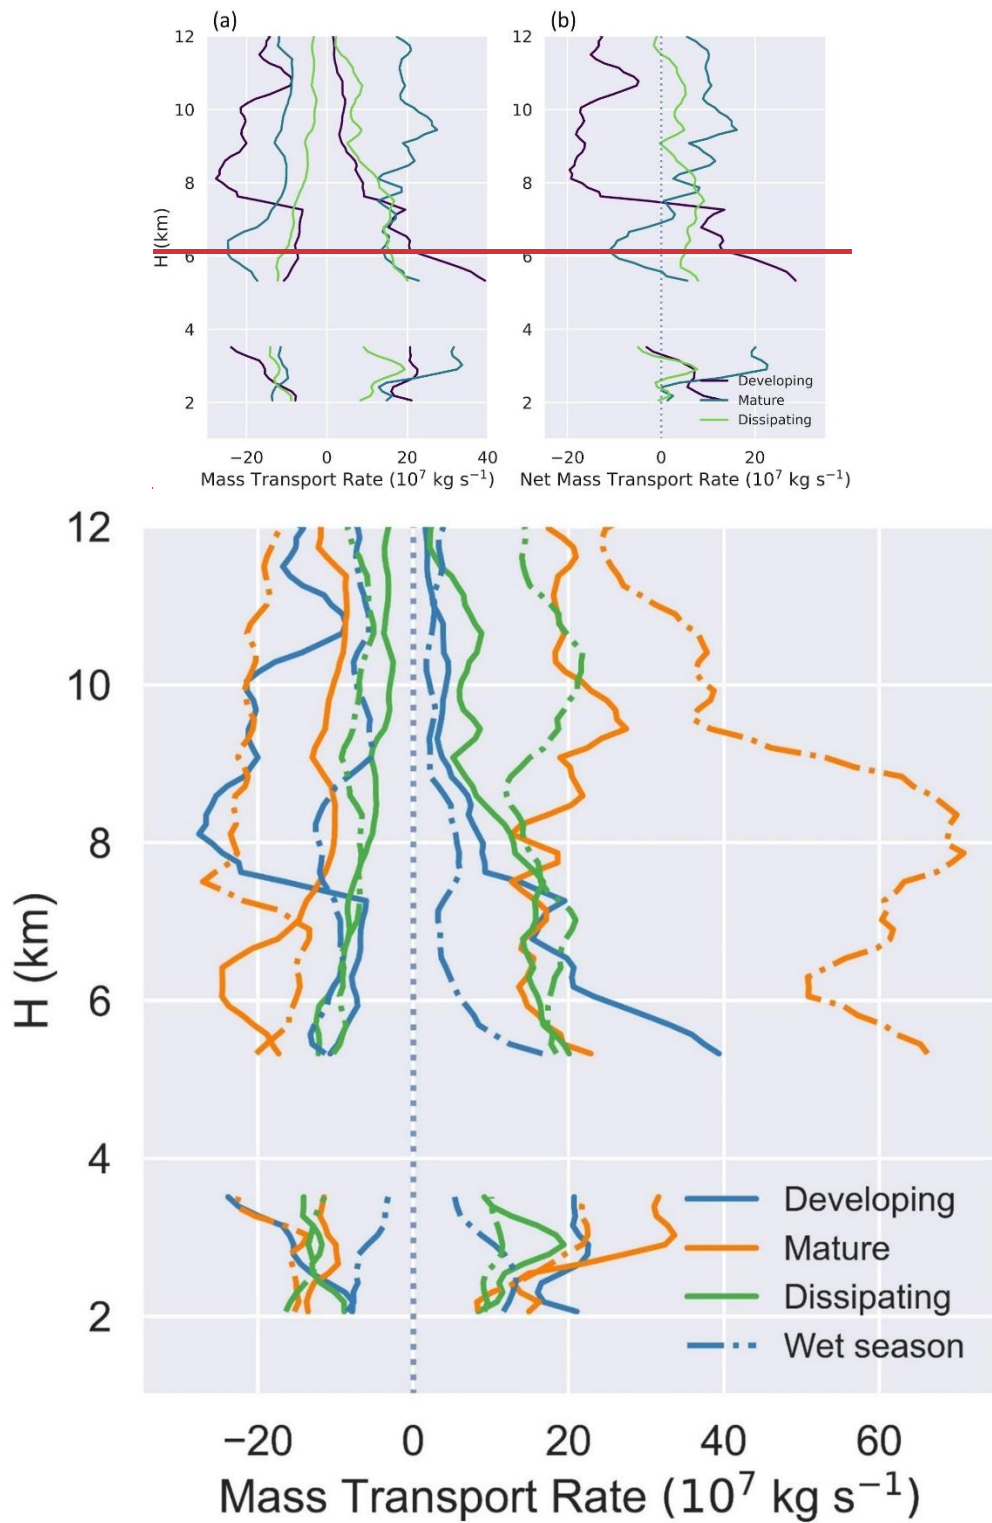 (a)
(b)
12
10
8
6
4
2
H (km)
−20
0
20
40
Mass Transport Rate (10⁷ kg s⁻¹)
12
10
8
6
4
2
Developing
Mature
Dissipating
−20
0
20
Net Mass Transport Rate (10⁷ kg s⁻¹)
12
10
8
6
4
2
H (km)
Developing
Mature
Dissipating
Wet season
−20
0
20
40
60
Mass Transport Rate (10⁷ kg s⁻¹)